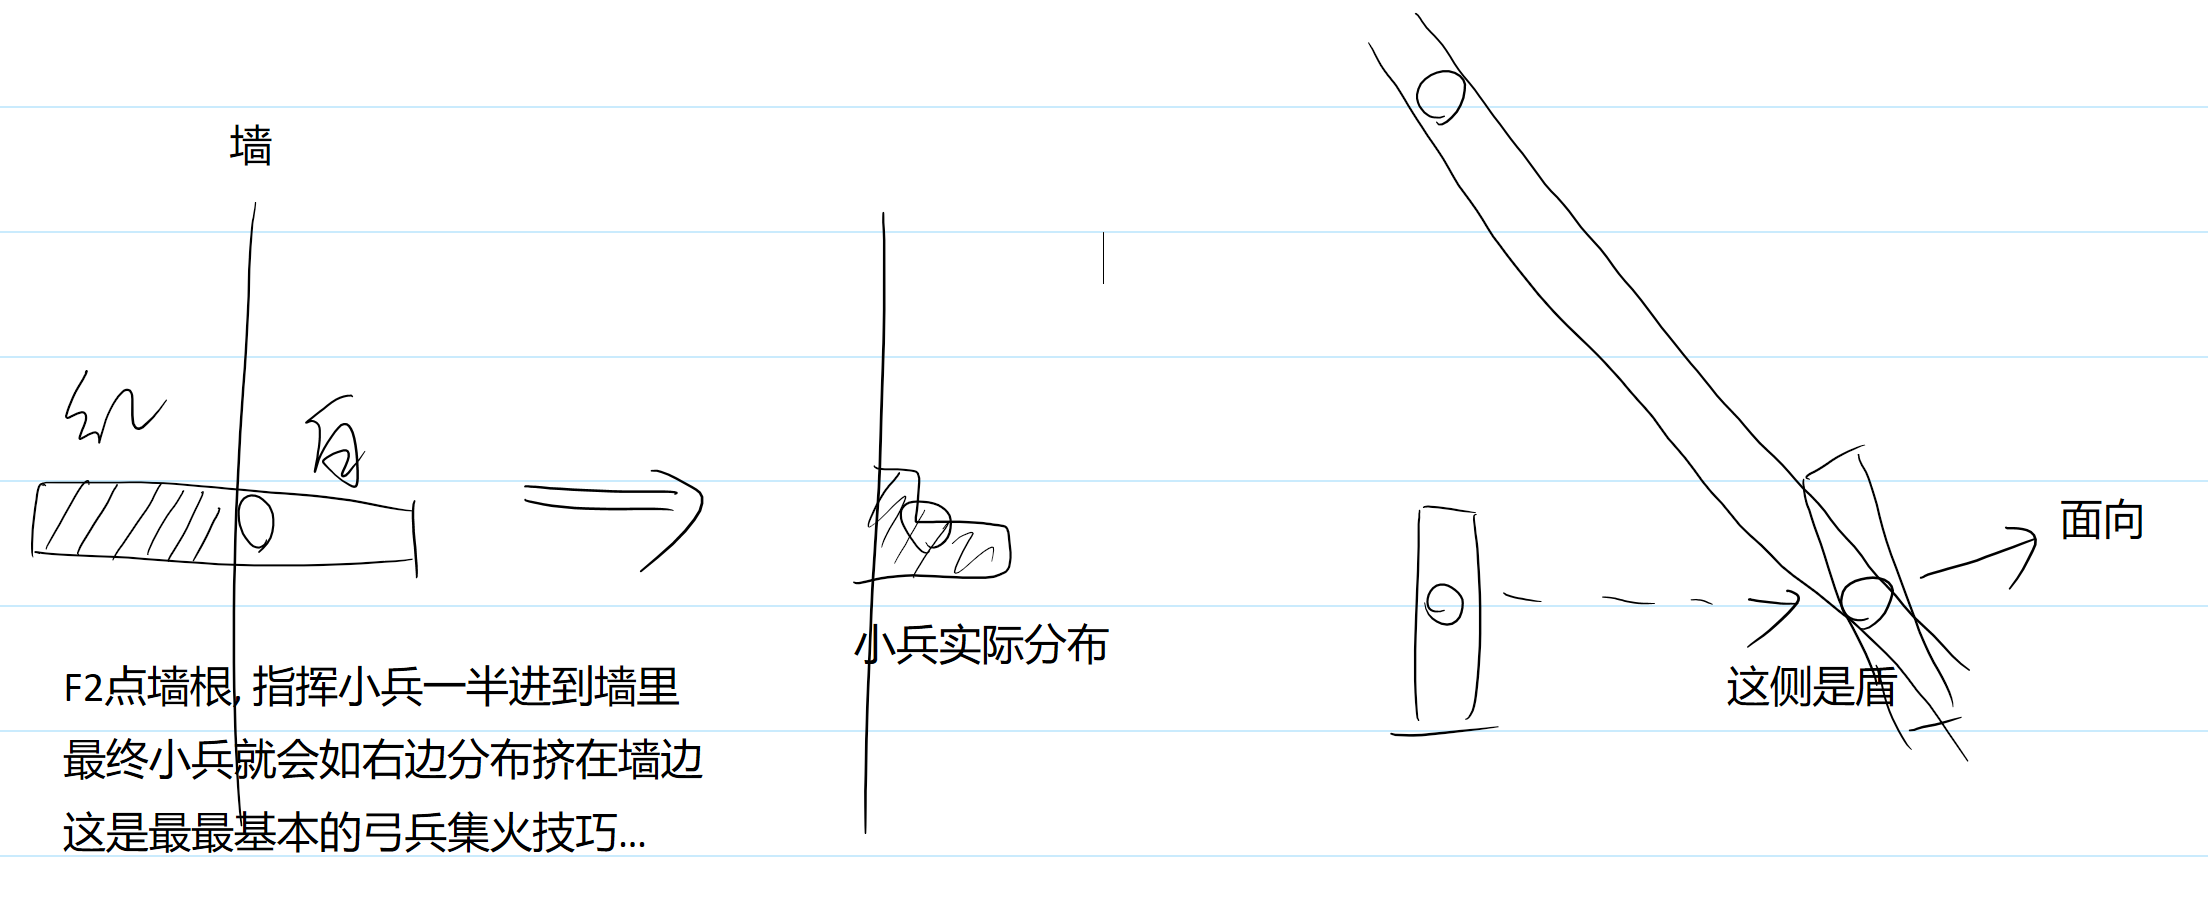 墙
红
白
面向
小兵实际分布
这侧是盾
F2点墙根, 指挥小兵一半进到墙里
最终小兵就会如右边分布挤在墙边
这是最最基本的弓兵集火技巧...